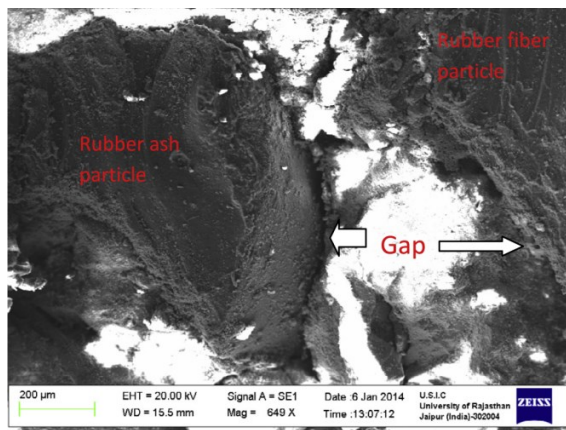 Rubber fiber
particle
Rubber ash
particle
Gap
200 µm
EHT = 20.00 kV
WD = 15.5 mm
Signal A = SE1
Mag = 649 X
Date :6 Jan 2014
Time :13:07:12
U.S.I.C
University of Rajasthan
Jaipur (India)-302004
ZEISS